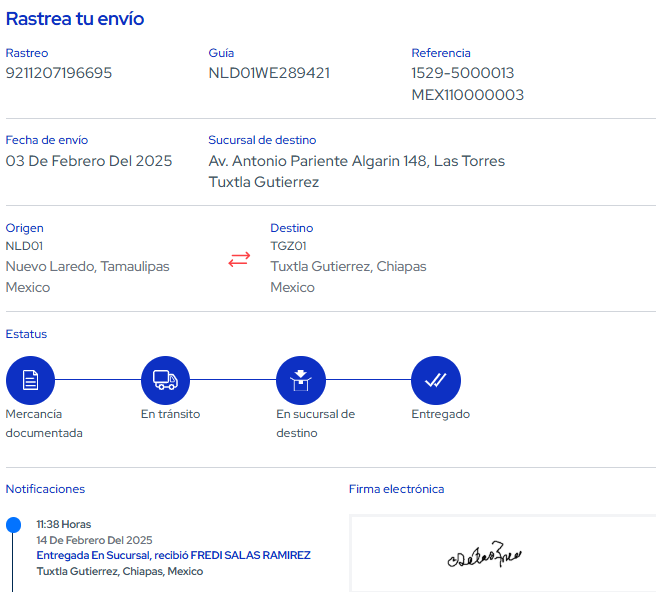 Rastrea tu envío
Rastreo
9211207196695
Guía
NLD01WE289421
Referencia
1529-5000013
MEX110000003
Fecha de envío
03 De Febrero Del 2025
Sucursal de destino
Av. Antonio Pariente Algarin 148, Las Torres
Tuxtla Gutierrez
Origen
NLD01
Nuevo Laredo, Tamaulipas
Mexico
Destino
TGZ01
Tuxtla Gutierrez, Chiapas
Mexico
Estatus
Mercancía
documentada
En tránsito
En sucursal de
destino
Entregado
Notificaciones
11:38 Horas
14 De Febrero Del 2025
Entregada En Sucursal, recibió FREDI SALAS RAMIREZ
Tuxtla Gutierrez, Chiapas, Mexico
Firma electrónica